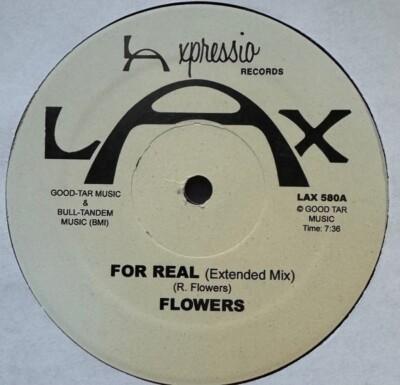 LA xpressio
RECORDS
LAX
GOOD-TAR MUSIC
&
BULL-TANDEM
MUSIC (BMI)
LAX 580A
© GOOD TAR
MUSIC
Time: 7:36
FOR REAL (Extended Mix)
(R. Flowers)
FLOWERS